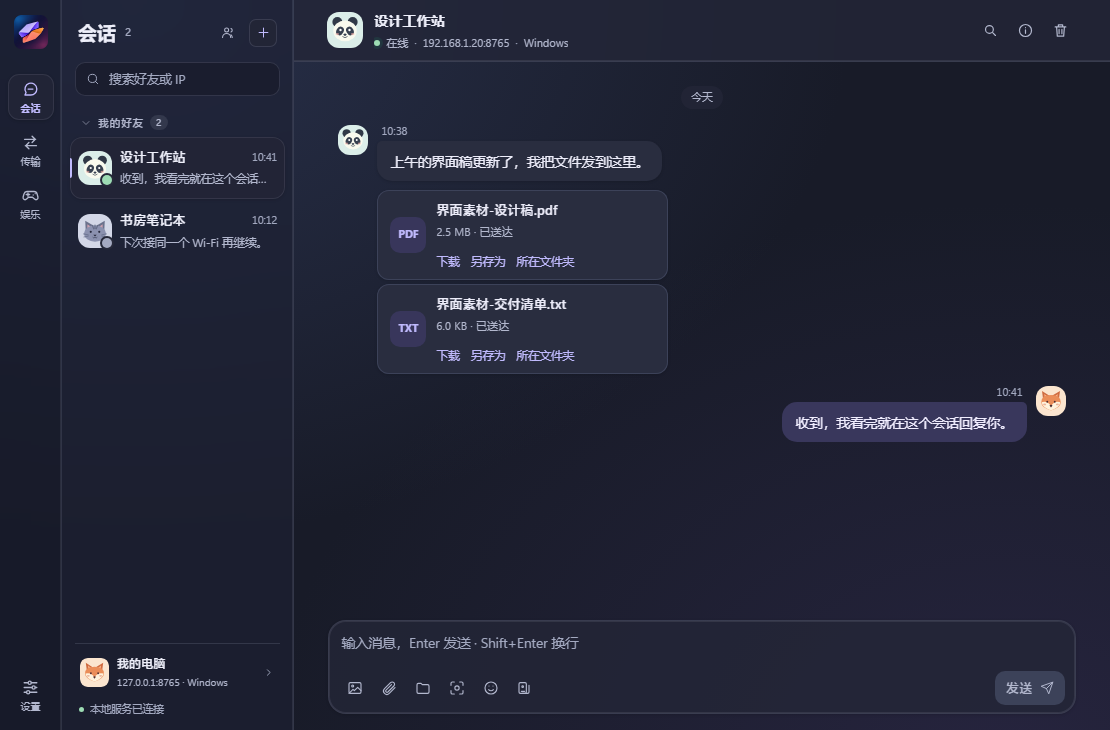 会话
传输
娱乐
设置
会话 2
搜索好友或 IP
我的好友 2
设计工作站 10:41
收到，我看完就在这个会话...
书房笔记本 10:12
下次接同一个 Wi-Fi 再继续。
我的电脑
127.0.0.1:8765 · Windows
本地服务已连接
设计工作站
在线 · 192.168.1.20:8765 · Windows
今天
10:38
上午的界面稿更新了，我把文件发到这里。
PDF
界面素材-设计稿.pdf
2.5 MB · 已送达
下载 另存为 所在文件夹
TXT
界面素材-交付清单.txt
6.0 KB · 已送达
下载 另存为 所在文件夹
10:41
收到，我看完就在这个会话回复你。
输入消息，Enter 发送 · Shift+Enter 换行
发送